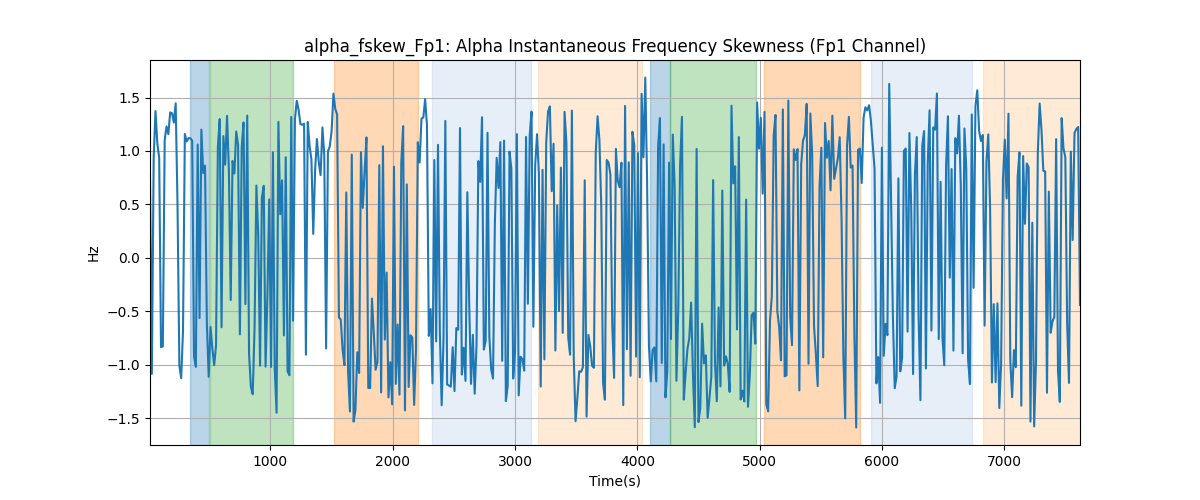 alpha_fskew_Fp1: Alpha Instantaneous Frequency Skewness (Fp1 Channel)
Hz
1.5
1.0
0.5
0.0
−0.5
−1.0
−1.5
1000 2000 3000 4000 5000 6000 7000
Time(s)